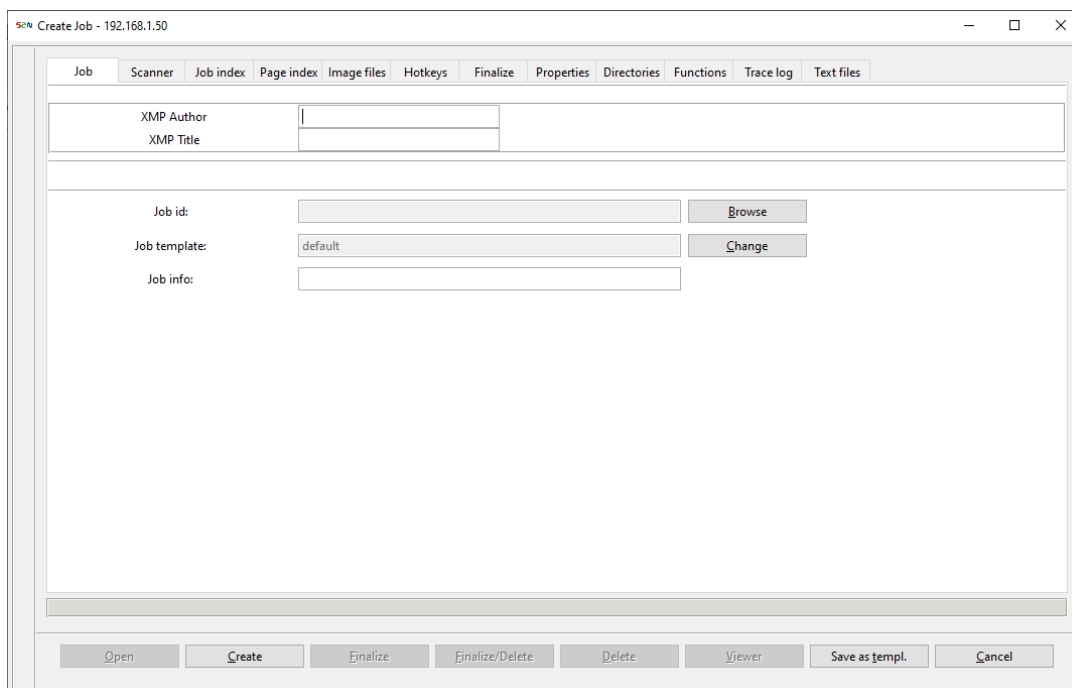 S2N Create Job - 192.168.1.50
Job Scanner Job index Page index Image files Hotkeys Finalize Properties Directories Functions Trace log Text files
XMP Author
XMP Title
Job id: Browse
Job template: default Change
Job info:
Open Create Finalize Finalize/Delete Delete Viewer Save as templ. Cancel